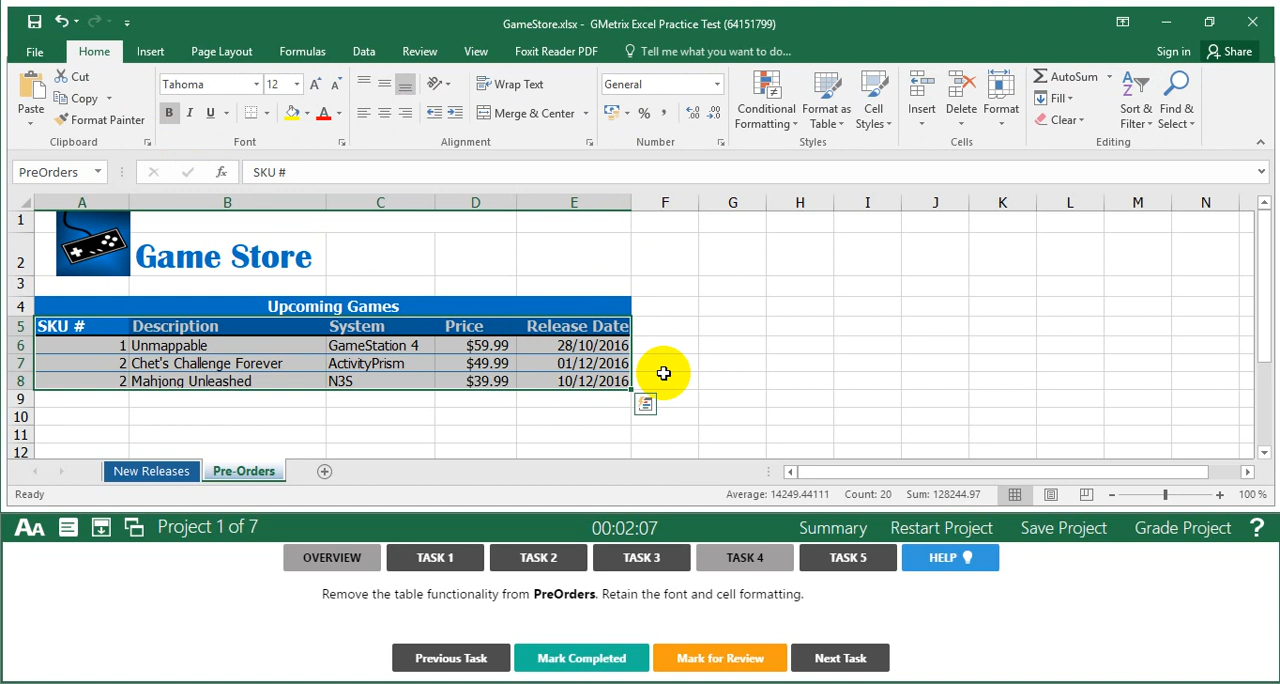 GameStore.xlsx - GMetrix Excel Practice Test (64151799)
File Home Insert Page Layout Formulas Data Review View Foxit Reader PDF Tell me what you want to do... Sign in Share
Paste Cut Copy Format Painter Clipboard
Tahoma 12 B I U A Font
Wrap Text Merge & Center Alignment
General % Number
Conditional Formatting Format as Table Cell Styles Styles
Insert Delete Format Cells
AutoSum Fill Clear Sort & Filter Find & Select Editing
PreOrders fx SKU #
A B C D E F G H I J K L M N
1
2 Game Store
3
4 Upcoming Games
5 SKU # Description System Price Release Date
6 1 Unmappable GameStation 4 $59.99 28/10/2016
7 2 Chet's Challenge Forever ActivityPrism $49.99 01/12/2016
8 2 Mahjong Unleashed N3S $39.99 10/12/2016
9
10
11
12
New Releases Pre-Orders
Ready Average: 14249.44111 Count: 20 Sum: 128244.97 100 %
AA Project 1 of 7 00:02:07 Summary Restart Project Save Project Grade Project ?
OVERVIEW TASK 1 TASK 2 TASK 3 TASK 4 TASK 5 HELP
Remove the table functionality from PreOrders. Retain the font and cell formatting.
Previous Task Mark Completed Mark for Review Next Task